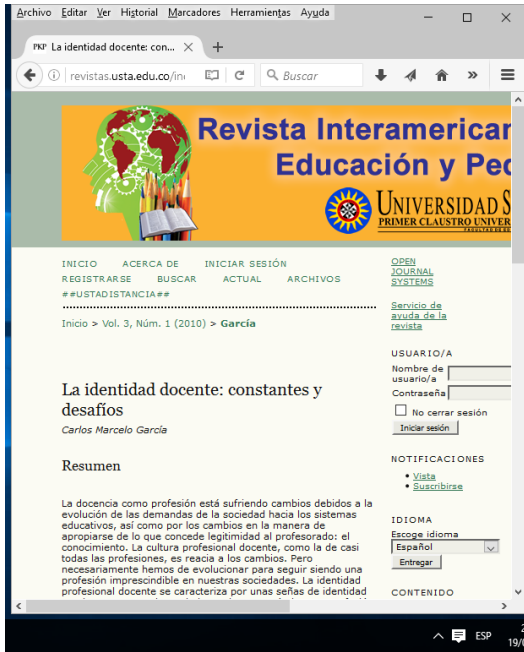 Archivo Editar Ver Historial Marcadores Herramientas Ayuda
PKP La identidad docente: con...
revistas.usta.edu.co/in
Buscar
Revista Interamerican
Educación y Ped
UNIVERSIDAD S
PRIMER CLAUSTRO UNIVER
INICIO ACERCA DE INICIAR SESIÓN
REGISTRARSE BUSCAR ACTUAL ARCHIVOS
##USTADISTANCIA##
Inicio > Vol. 3, Núm. 1 (2010) > García
La identidad docente: constantes y
desafíos
Carlos Marcelo García
Resumen
La docencia como profesión está sufriendo cambios debidos a la
evolución de las demandas de la sociedad hacia los sistemas
educativos, así como por los cambios en la manera de
apropiarse de lo que concede legitimidad al profesorado: el
conocimiento. La cultura profesional docente, como la de casi
todas las profesiones, es reacia a los cambios. Pero
necesariamente hemos de evolucionar para seguir siendo una
profesión imprescindible en nuestras sociedades. La identidad
profesional docente se caracteriza por unas señas de identidad
OPEN
JOURNAL
SYSTEMS
Servicio de
ayuda de la
revista
USUARIO/A
Nombre de
usuario/a
Contraseña
No cerrar sesión
Iniciar sesión
NOTIFICACIONES
Vista
Suscribirse
IDIOMA
Escoge idioma
Español
Entregar
CONTENIDO
ESP
19/0